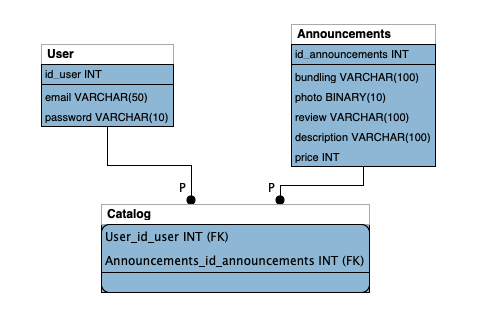 User
id_user INT
email VARCHAR(50)
password VARCHAR(10)
Announcements
id_announcements INT
bundling VARCHAR(100)
photo BINARY(10)
review VARCHAR(100)
description VARCHAR(100)
price INT
P
P
Catalog
User_id_user INT (FK)
Announcements_id_announcements INT (FK)